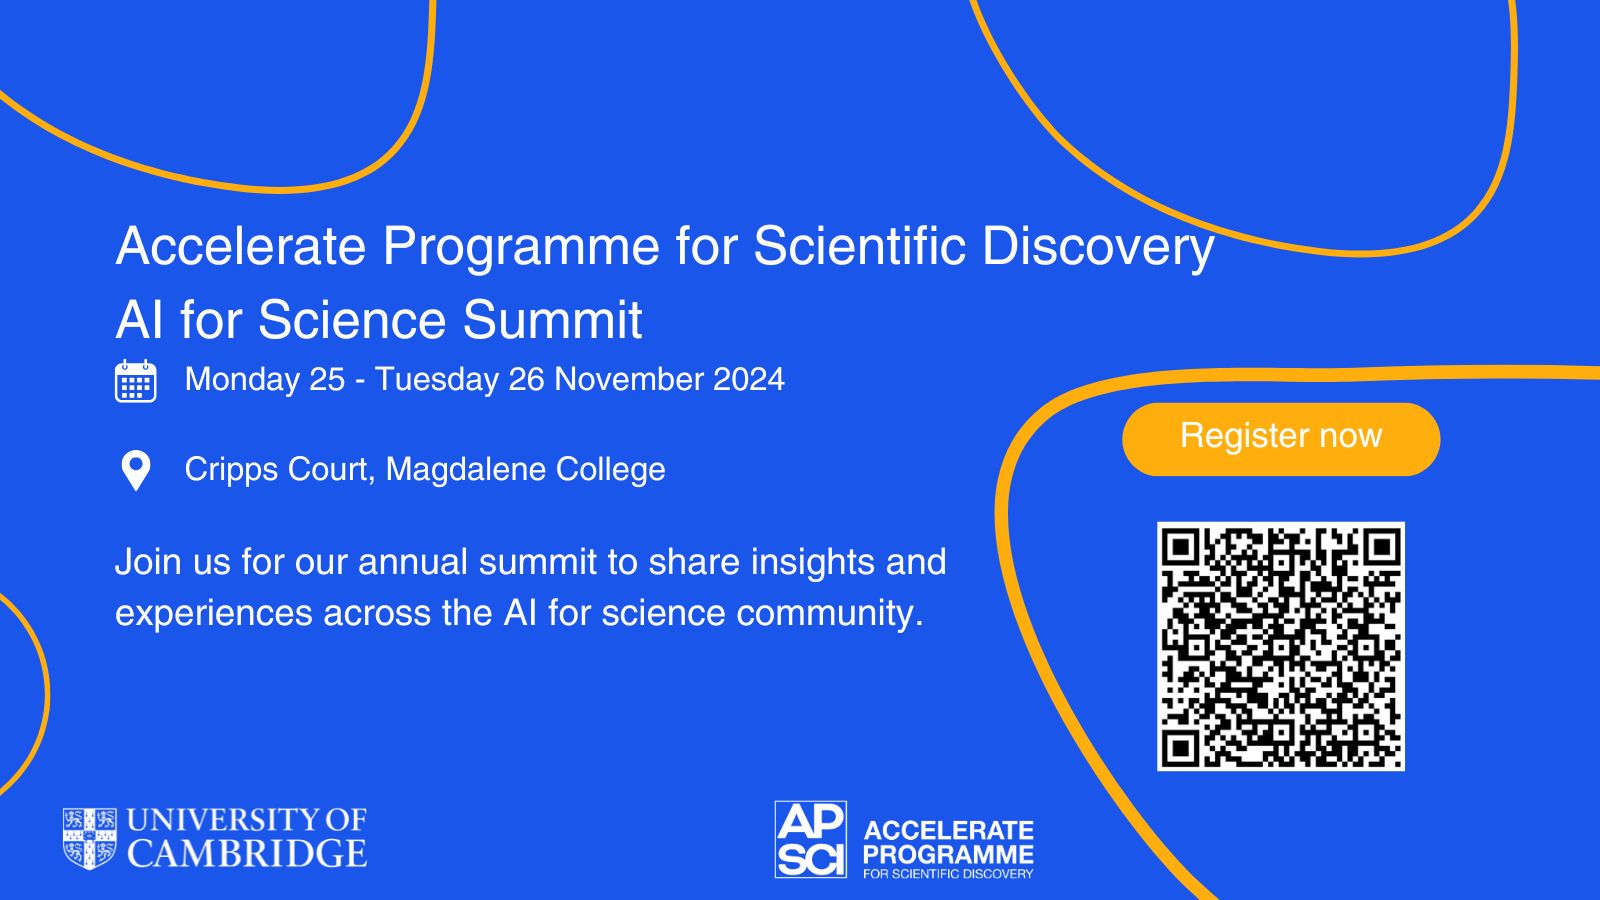 Accelerate Programme for Scientific Discovery
AI for Science Summit
Monday 25 - Tuesday 26 November 2024
Cripps Court, Magdalene College
Join us for our annual summit to share insights and
experiences across the AI for science community.
Register now
UNIVERSITY OF
CAMBRIDGE
AP
SCI
ACCELERATE
PROGRAMME
FOR SCIENTIFIC DISCOVERY